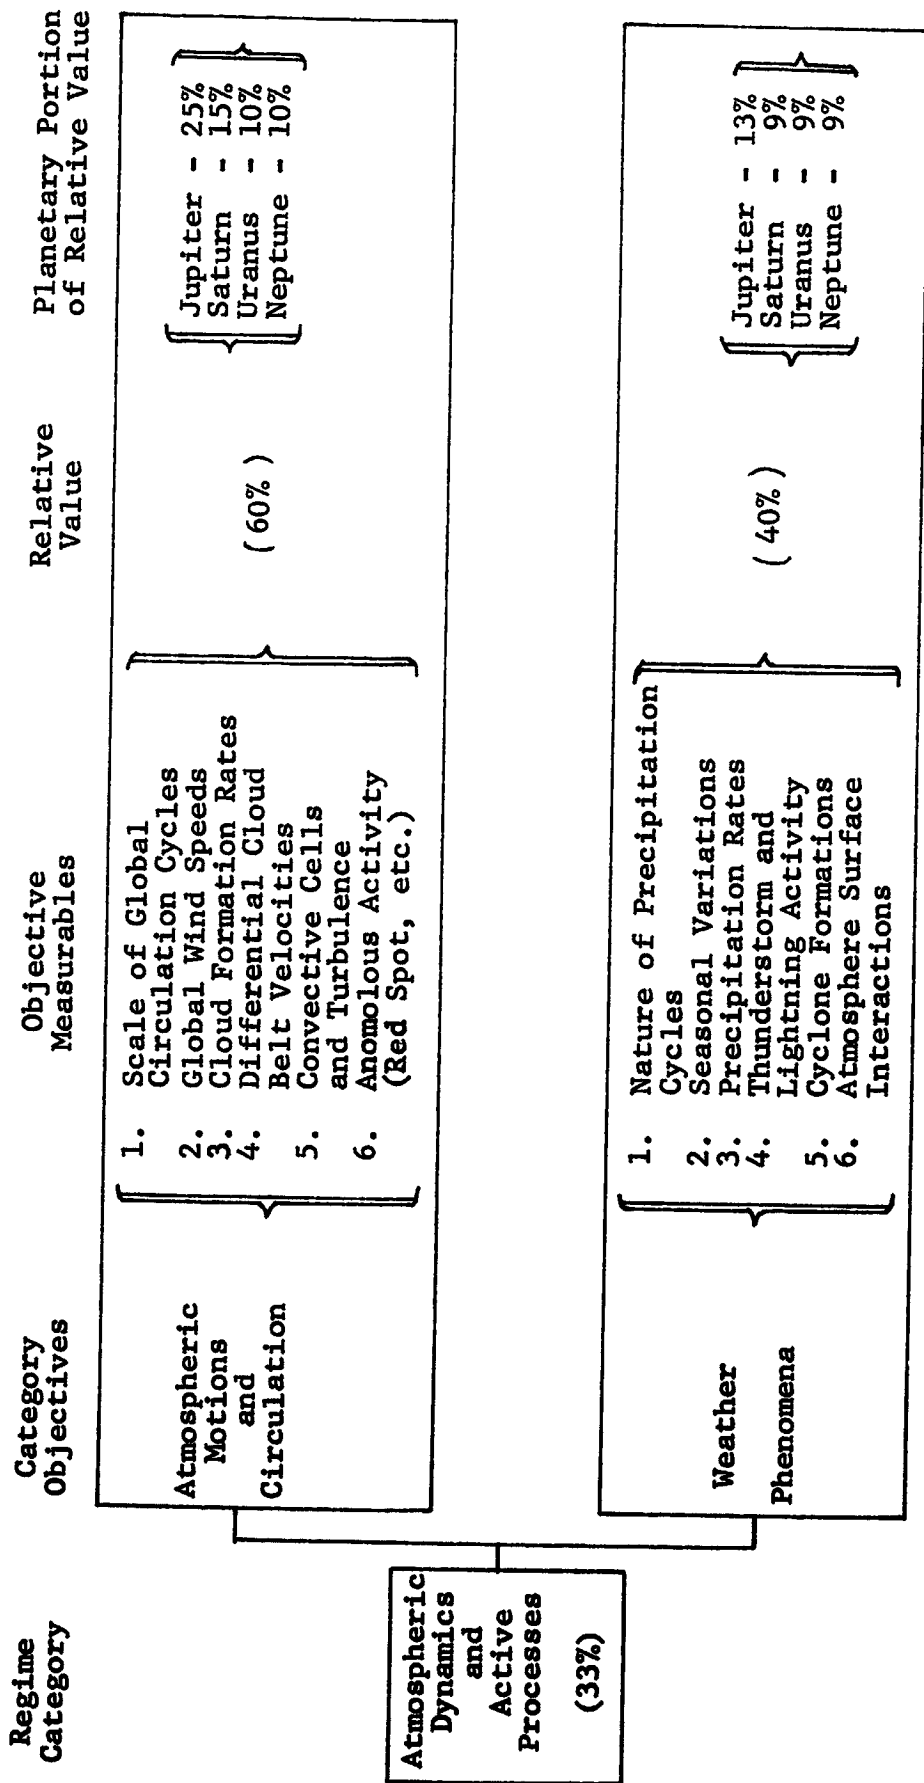 Regime
Category
Category
Objectives
Objective
Measurables
Relative
Value
Planetary Portion
of Relative Value
Atmospheric
Dynamics
and
Active
Processes
(33%)
Atmospheric
Motions
and
Circulation
1. Scale of Global
Circulation Cycles
2. Global Wind Speeds
3. Cloud Formation Rates
4. Differential Cloud
Belt Velocities
5. Convective Cells
and Turbulence
6. Anomolous Activity
(Red Spot, etc.)
(60%)
Jupiter - 25%
Saturn - 15%
Uranus - 10%
Neptune - 10%
Weather
Phenomena
1. Nature of Precipitation
Cycles
2. Seasonal Variations
3. Precipitation Rates
4. Thunderstorm and
Lightning Activity
5. Cyclone Formations
6. Atmosphere Surface
Interactions
(40%)
Jupiter - 13%
Saturn - 9%
Uranus - 9%
Neptune - 9%